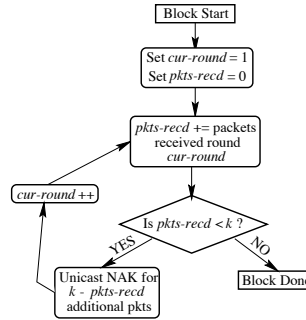 Block Start
Set cur-round = 1
Set pkts-recd = 0
pkts-recd += packets
received round
cur-round
cur-round ++
Is pkts-recd < k ?
YES
NO
Unicast NAK for
k - pkts-recd
additional pkts
Block Done